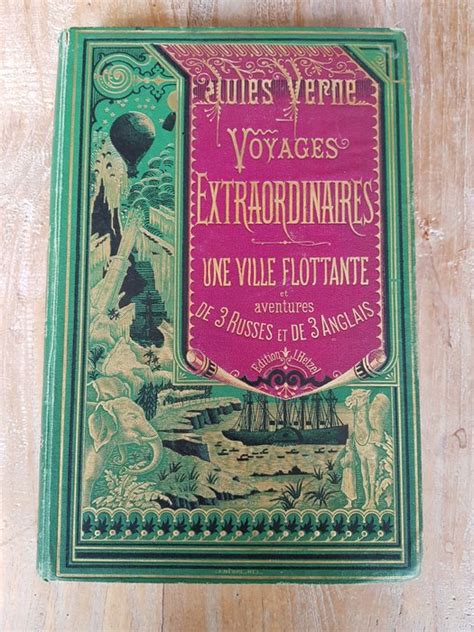 Jules Verne
VOYAGES
EXTRAORDINAIRES
UNE VILLE FLOTTANTE
et
aventures
DE 3 RUSSES ET DE 3 ANGLAIS
Edition J. Hetzel